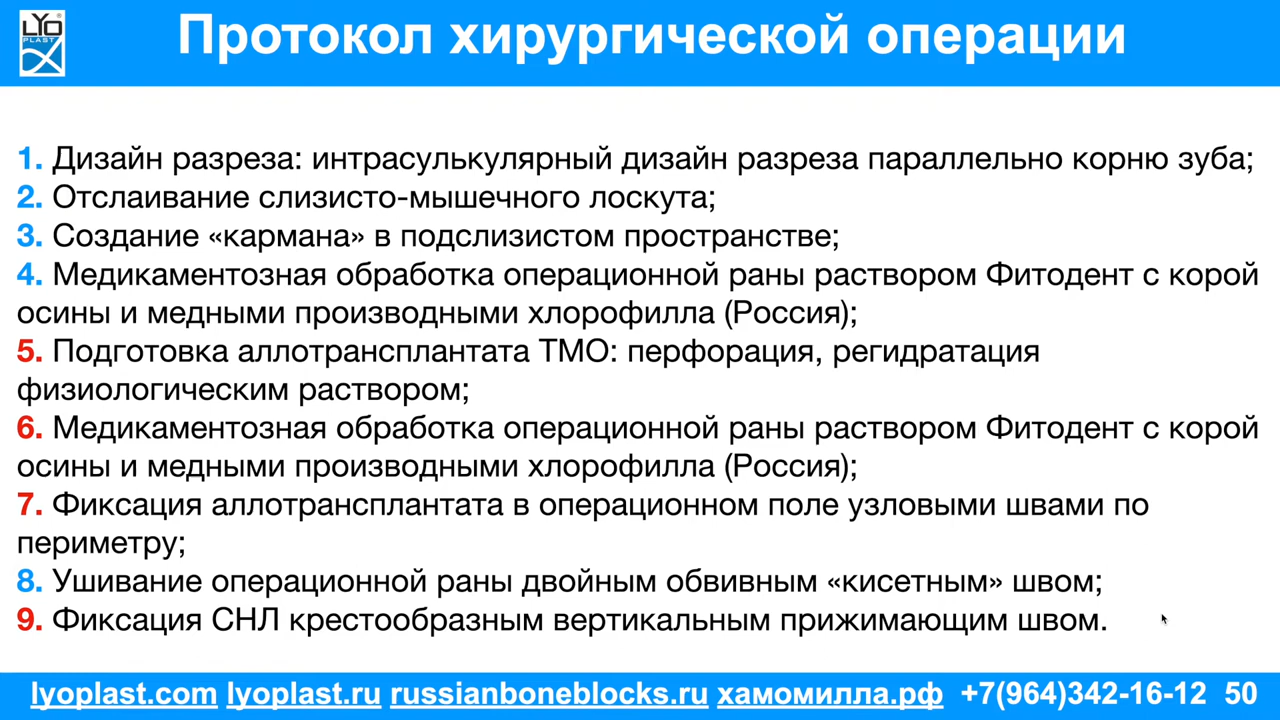 LYO
PLAST
Протокол хирургической операции
1. Дизайн разреза: интрасулькулярный дизайн разреза параллельно корню зуба;
2. Отслаивание слизисто-мышечного лоскута;
3. Создание «кармана» в подслизистом пространстве;
4. Медикаментозная обработка операционной раны раствором Фитодент с корой
осины и медными производными хлорофилла (Россия);
5. Подготовка аллотрансплантата ТМО: перфорация, регидратация
физиологическим раствором;
6. Медикаментозная обработка операционной раны раствором Фитодент с корой
осины и медными производными хлорофилла (Россия);
7. Фиксация аллотрансплантата в операционном поле узловыми швами по
периметру;
8. Ушивание операционной раны двойным обвивным «кисетным» швом;
9. Фиксация СНЛ крестообразным вертикальным прижимающим швом.
lyoplast.com lyoplast.ru russianboneblocks.ru хамомилла.рф +7(964)342-16-12 50